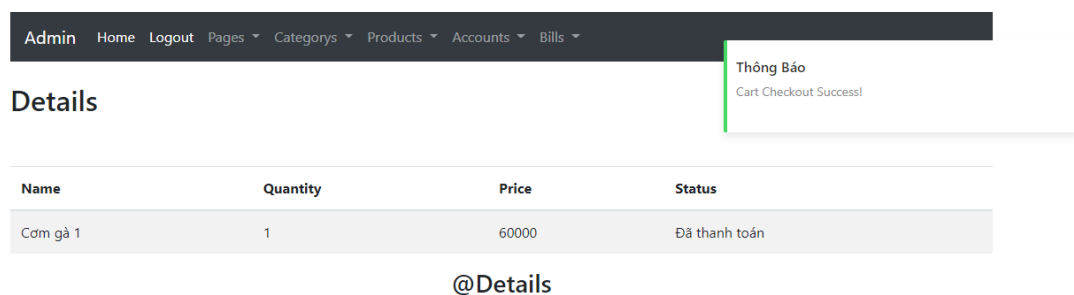 Admin Home Logout Pages Categorys Products Accounts Bills
Thông Báo
Cart Checkout Success!
Details
Name Quantity Price Status
Cơm gà 1 1 60000 Đã thanh toán
@Details